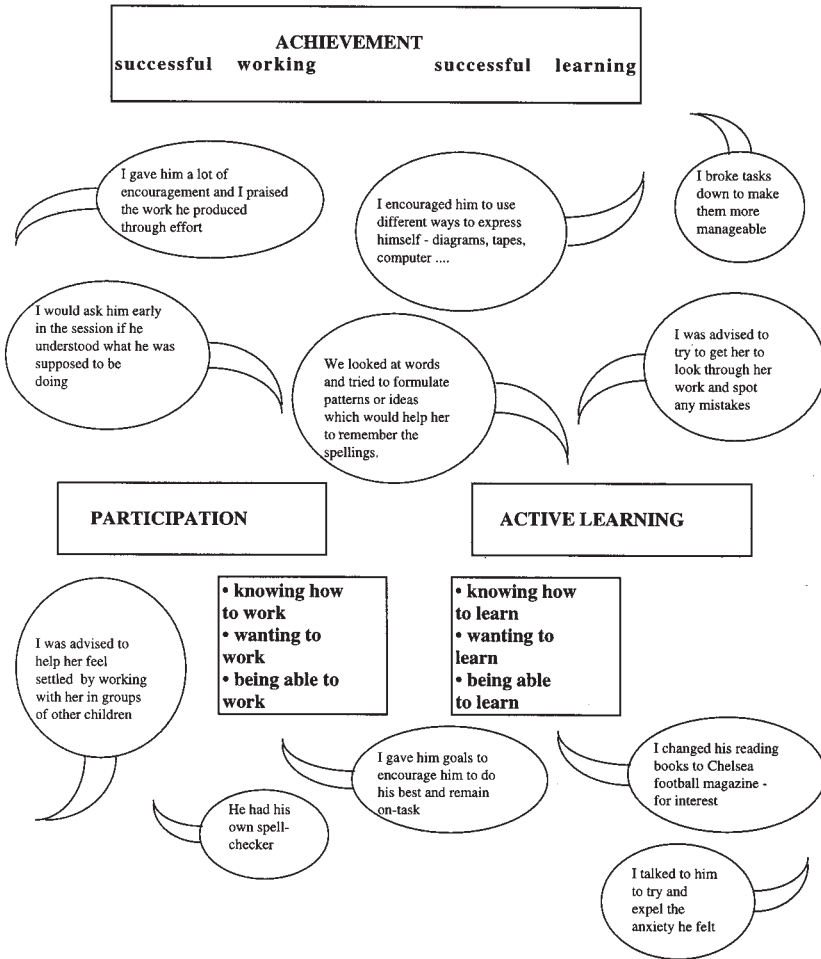 ACHIEVEMENT
successful working successful learning
I gave him a lot of
encouragement and I praised
the work he produced
through effort
I encouraged him to use
different ways to express
himself - diagrams, tapes,
computer ....
I broke tasks
down to make
them more
manageable
I would ask him early
in the session if he
understood what he was
supposed to be
doing
We looked at words
and tried to formulate
patterns or ideas
which would help her
to remember the
spellings.
I was advised to
try to get her to
look through her
work and spot
any mistakes
PARTICIPATION
ACTIVE LEARNING
I was advised to
help her feel
settled by working
with her in groups
of other children
• knowing how
to work
• wanting to
work
• being able to
work
• knowing how
to learn
• wanting to
learn
• being able
to learn
I gave him goals to
encourage him to do
his best and remain
on-task
I changed his reading
books to Chelsea
football magazine -
for interest
He had his
own spell-
checker
I talked to him
to try and
expel the
anxiety he felt